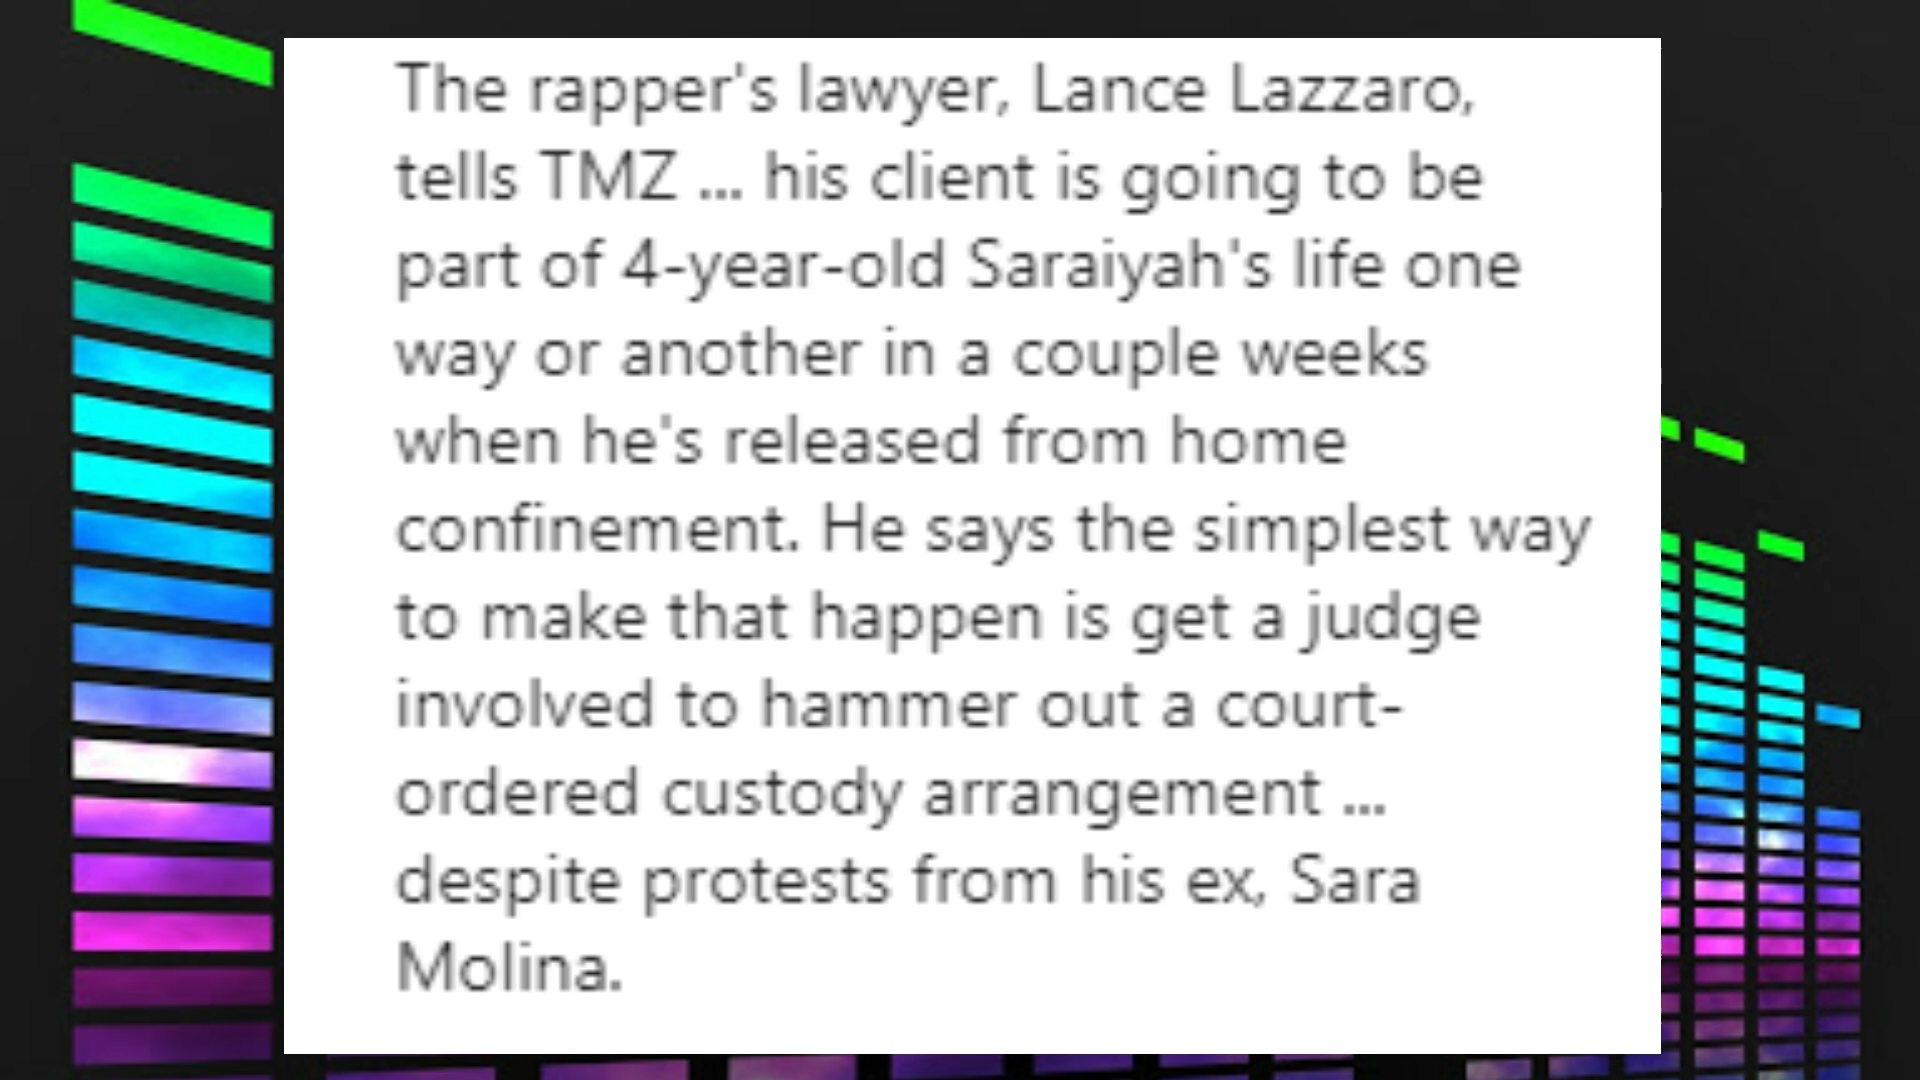 The rapper's lawyer, Lance Lazzaro,
tells TMZ ... his client is going to be
part of 4-year-old Saraiyah's life one
way or another in a couple weeks
when he's released from home
confinement. He says the simplest way
to make that happen is get a judge
involved to hammer out a court-
ordered custody arrangement ...
despite protests from his ex, Sara
Molina.